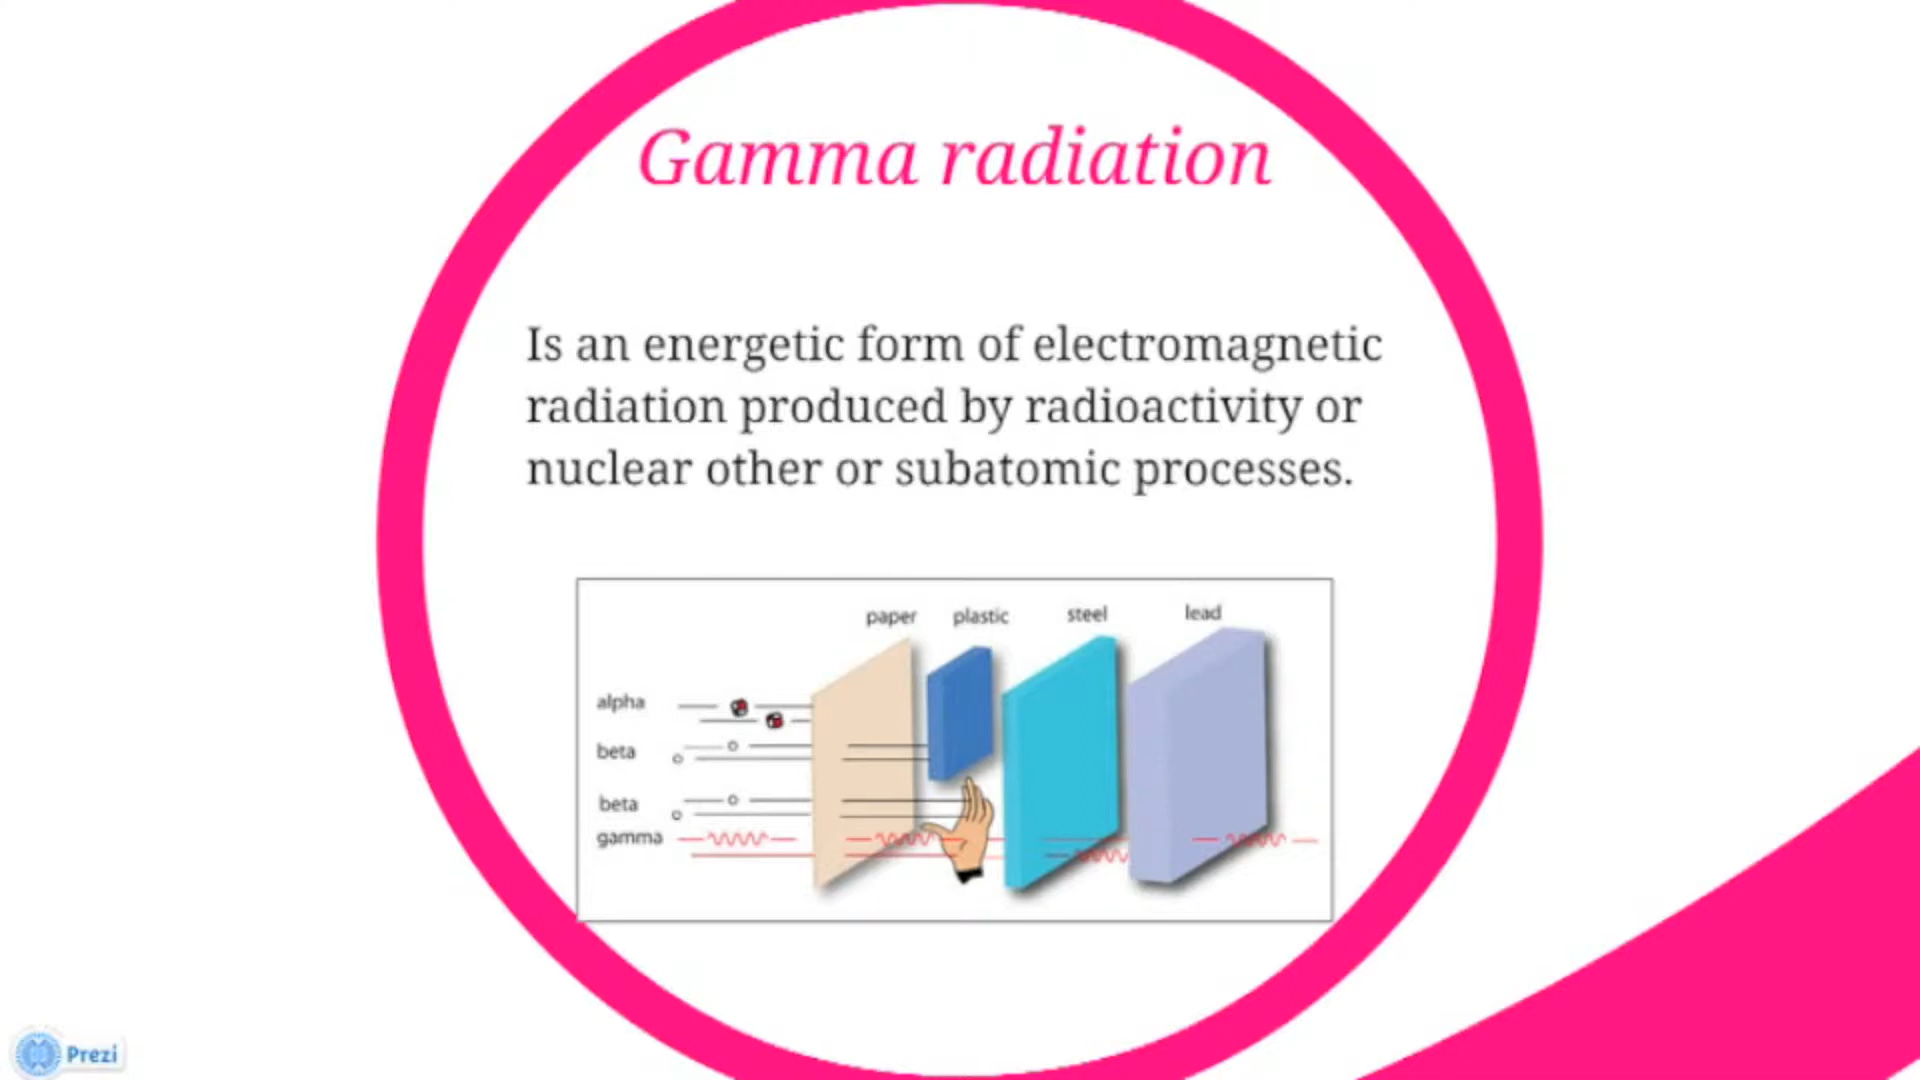 Gamma radiation
Is an energetic form of electromagnetic
radiation produced by radioactivity or
nuclear other or subatomic processes.
paper plastic steel lead
alpha
beta
beta
gamma
Prezi